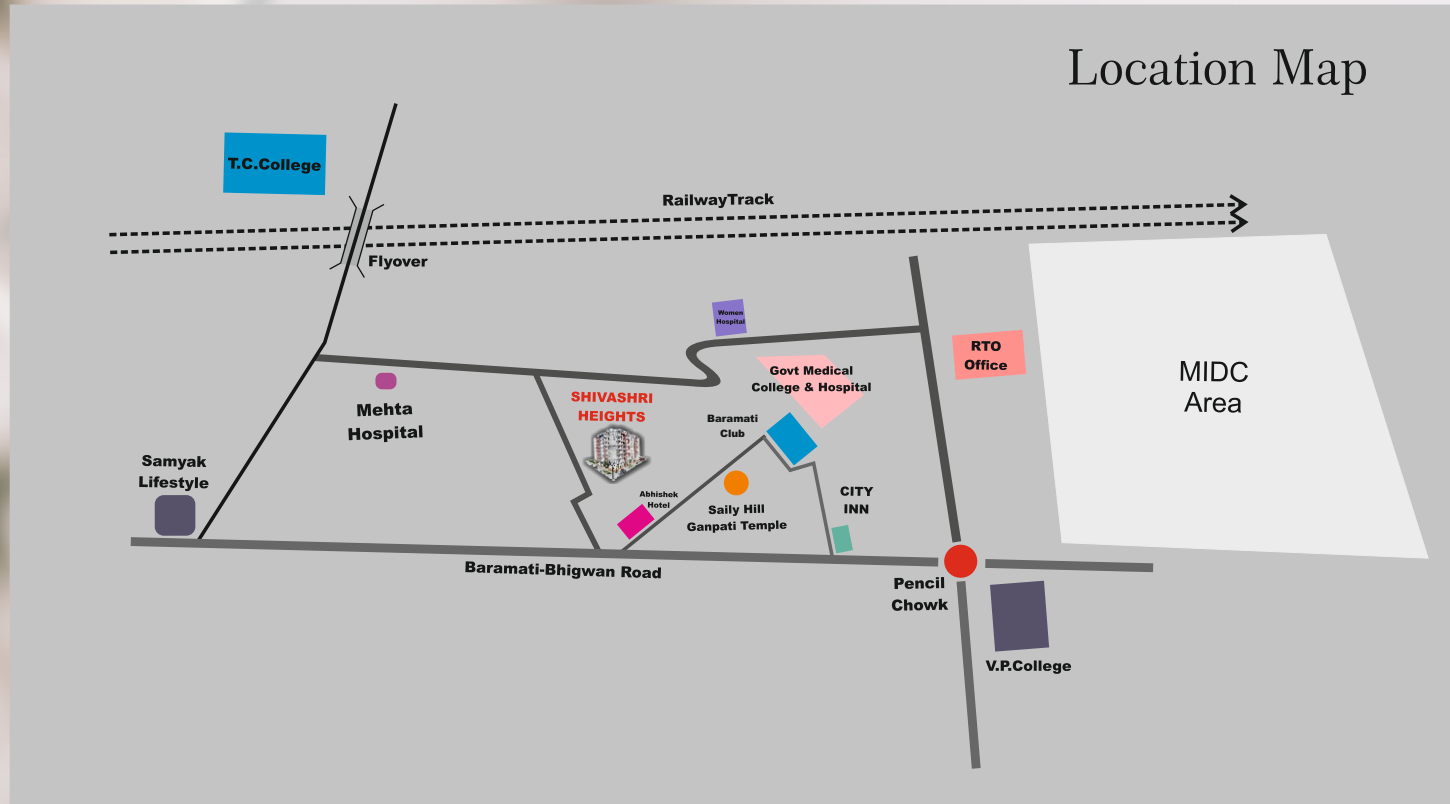 Location Map
T.C.College
RailwayTrack
Flyover
Women
Hospital
RTO
Office
MIDC
Area
Govt Medical
College & Hospital
SHIVASHRI
HEIGHTS
Mehta
Hospital
Baramati
Club
Samyak
Lifestyle
Abhishek
Hotel
CITY
INN
Saily Hill
Ganpati Temple
Baramati-Bhigwan Road
Pencil
Chowk
V.P.College